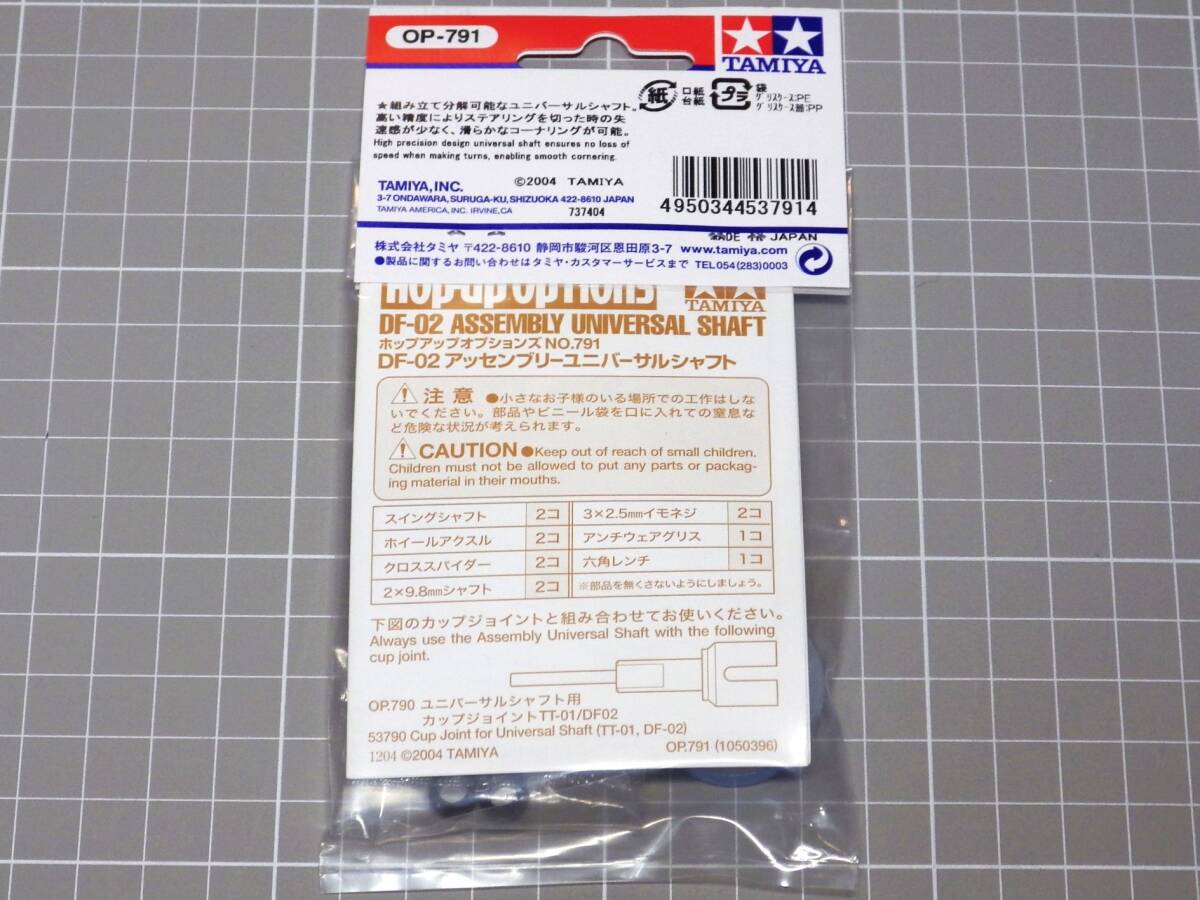 OP-791
TAMIYA
紙
口紙
台紙
プラ
袋
グリスケース:PE
グリスケース蓋:PP
★組み立て分解可能なユニバーサルシャフト。
高い精度によりステアリングを切った時の失
速感が少なく、滑らかなコーナリングが可能。
High precision design universal shaft ensures no loss of
speed when making turns, enabling smooth cornering.
©2004 TAMIYA
TAMIYA, INC.
3-7 ONDAWARA, SURUGA-KU, SHIZUOKA 422-8610 JAPAN
TAMIYA AMERICA, INC. IRVINE, CA
737404
4950344537914
JAPAN
株式会社タミヤ 〒422-8610 静岡市駿河区恩田原3-7 www.tamiya.com
●製品に関するお問い合わせはタミヤ・カスタマーサービスまで TEL054(283)0003
Hop-Up Options
TAMIYA
DF-02 ASSEMBLY UNIVERSAL SHAFT
ホップアップオプションズ NO.791
DF-02 アッセンブリーユニバーサルシャフト
注意 ●小さなお子様のいる場所での工作はしな
いでください。部品やビニール袋を口に入れての窒息な
ど危険な状況が考えられます。
CAUTION ●Keep out of reach of small children.
Children must not be allowed to put any parts or packag-
ing material in their mouths.
スイングシャフト 2コ 3×2.5mmイモネジ 2コ
ホイールアクスル 2コ アンチウェアグリス 1コ
クロススパイダー 2コ 六角レンチ 1コ
2×9.8mmシャフト 2コ ※部品を無くさないようにしましょう。
下図のカップジョイントと組み合わせてお使いください。
Always use the Assembly Universal Shaft with the following
cup joint.
OP.790 ユニバーサルシャフト用
カップジョイントTT-01/DF02
53790 Cup Joint for Universal Shaft (TT-01, DF-02)
1204 ©2004 TAMIYA
OP.791 (1050396)